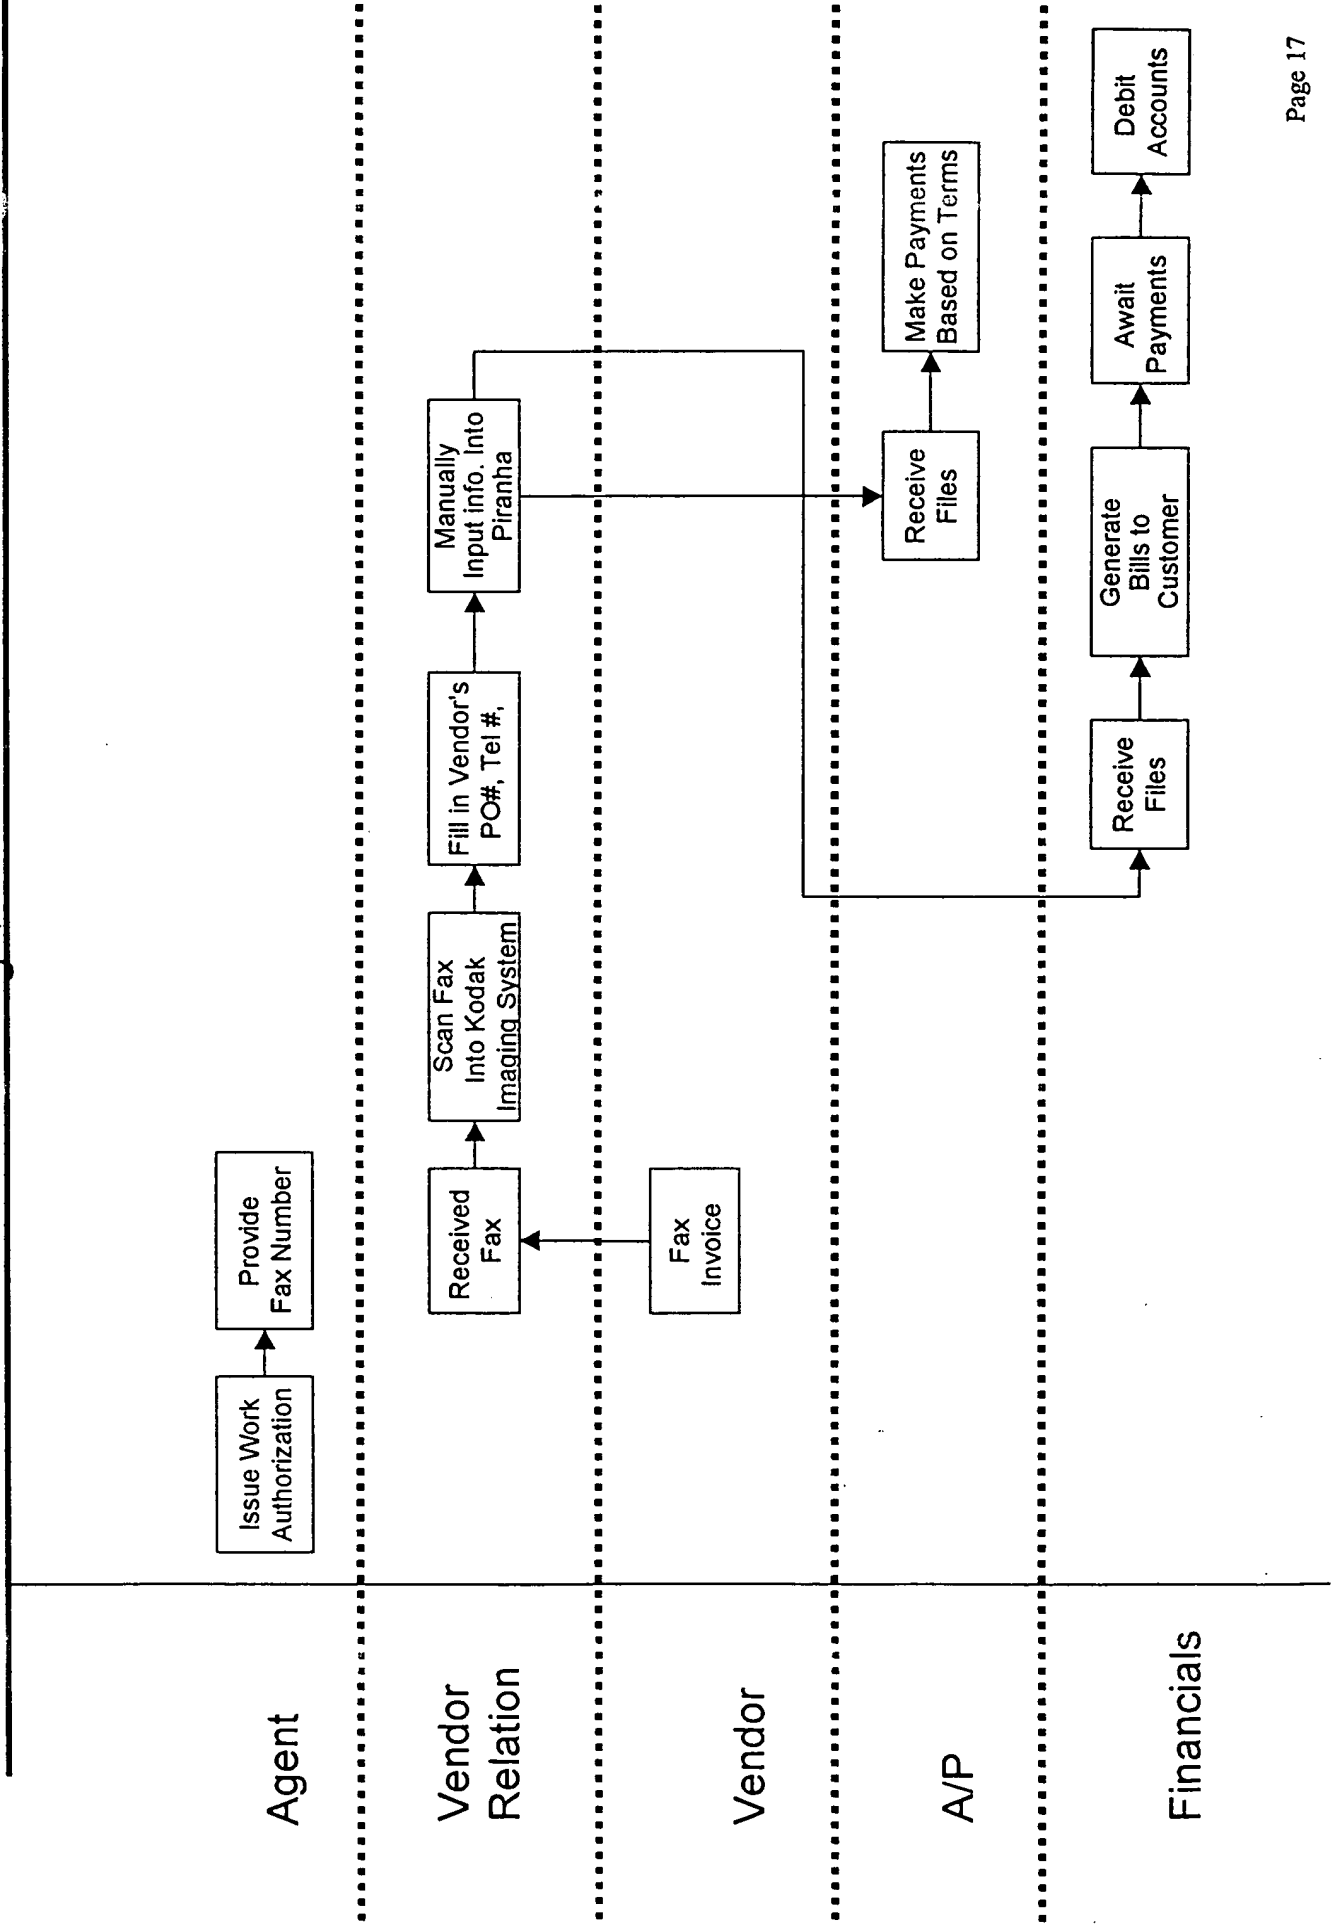 Agent
Issue Work
Authorization
Provide
Fax Number
Vendor
Relation
Received
Fax
Scan Fax
Into Kodak
Imaging System
Fill in Vendor's
PO#, Tel #,
Manually
Input info. Into
Piranha
Vendor
Fax
Invoice
A/P
Receive
Files
Make Payments
Based on Terms
Financials
Receive
Files
Generate
Bills to
Customer
Await
Payments
Debit
Accounts
Page 17